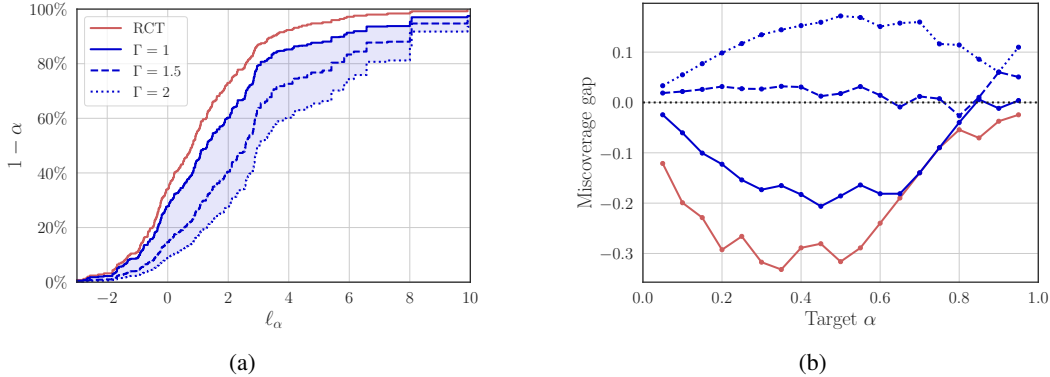 100%
80%
60%
40%
20%
0%
1 − α
RCT
Γ = 1
Γ = 1.5
Γ = 2
−2 0 2 4 6 8 10
ℓα
(a)
0.1
0.0
−0.1
−0.2
−0.3
Miscoverage gap
0.0 0.2 0.4 0.6 0.8 1.0
Target α
(b)